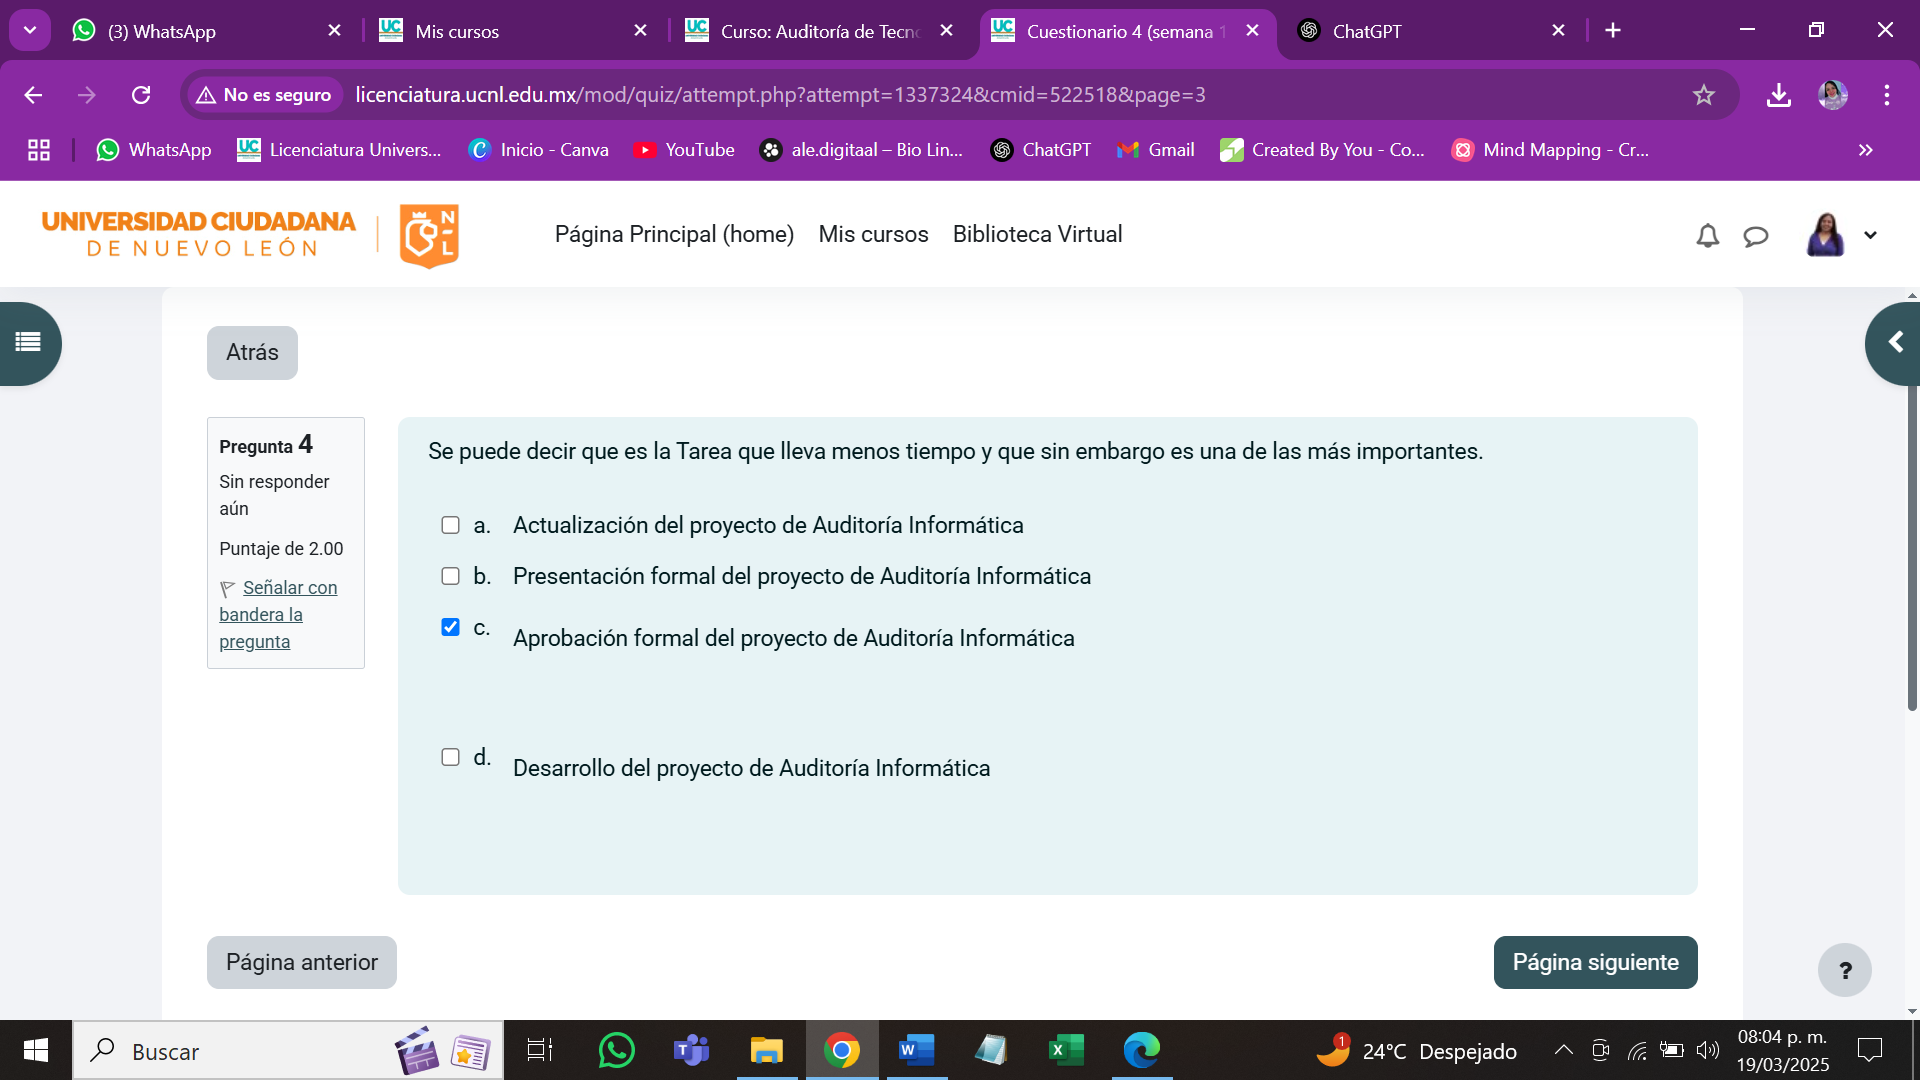 (3) WhatsApp
Mis cursos
Curso: Auditoría de Tecno
Cuestionario 4 (semana 1
ChatGPT
No es seguro
licenciatura.ucnl.edu.mx/mod/quiz/attempt.php?attempt=1337324&cmid=522518&page=3
WhatsApp
Licenciatura Univers...
Inicio - Canva
YouTube
ale.digitaal – Bio Lin...
ChatGPT
Gmail
Created By You - Co...
Mind Mapping - Cr...
UNIVERSIDAD CIUDADANA
DE NUEVO LEÓN
Página Principal (home)
Mis cursos
Biblioteca Virtual
Atrás
Pregunta 4
Sin responder
aún
Puntaje de 2.00
Señalar con
bandera la
pregunta
Se puede decir que es la Tarea que lleva menos tiempo y que sin embargo es una de las más importantes.
a. Actualización del proyecto de Auditoría Informática
b. Presentación formal del proyecto de Auditoría Informática
c. Aprobación formal del proyecto de Auditoría Informática
d. Desarrollo del proyecto de Auditoría Informática
Página anterior
Página siguiente
?
Buscar
1
24°C Despejado
08:04 p. m.
19/03/2025